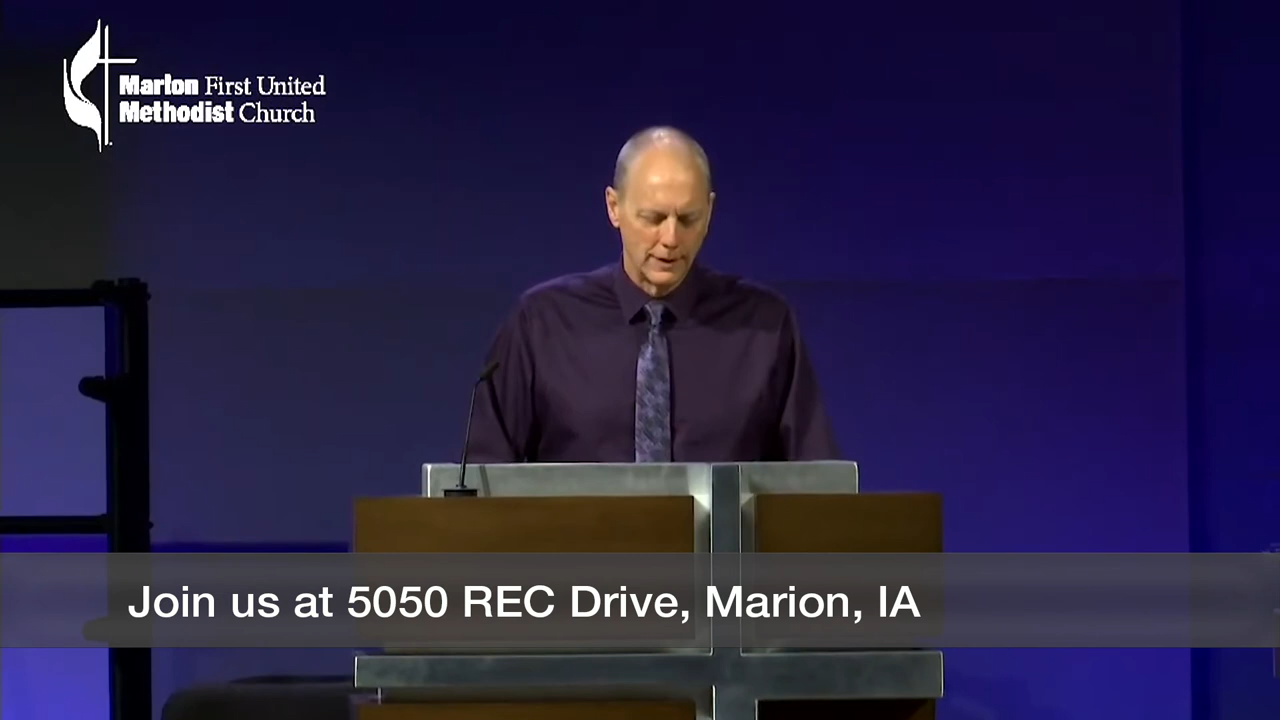 Marion First United
Methodist Church
Join us at 5050 REC Drive, Marion, IA